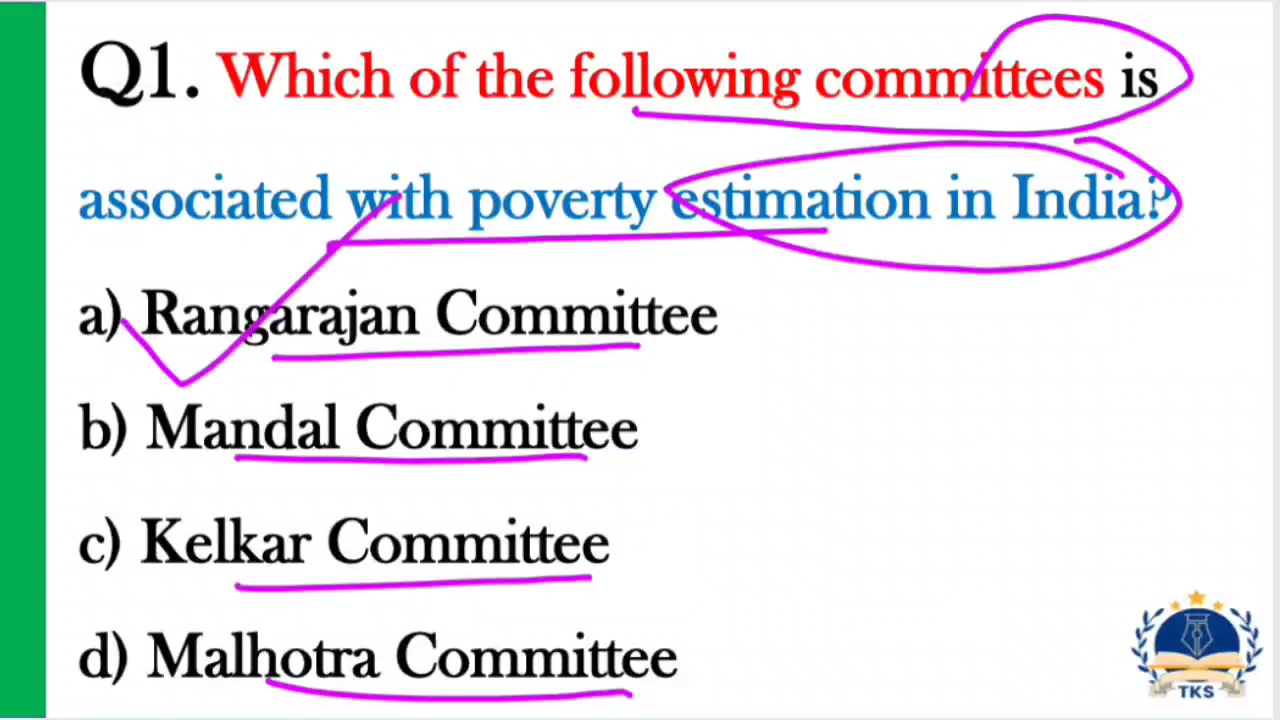 Q1. Which of the following committees is
associated with poverty estimation in India?
a) Rangarajan Committee
b) Mandal Committee
c) Kelkar Committee
d) Malhotra Committee
TKS